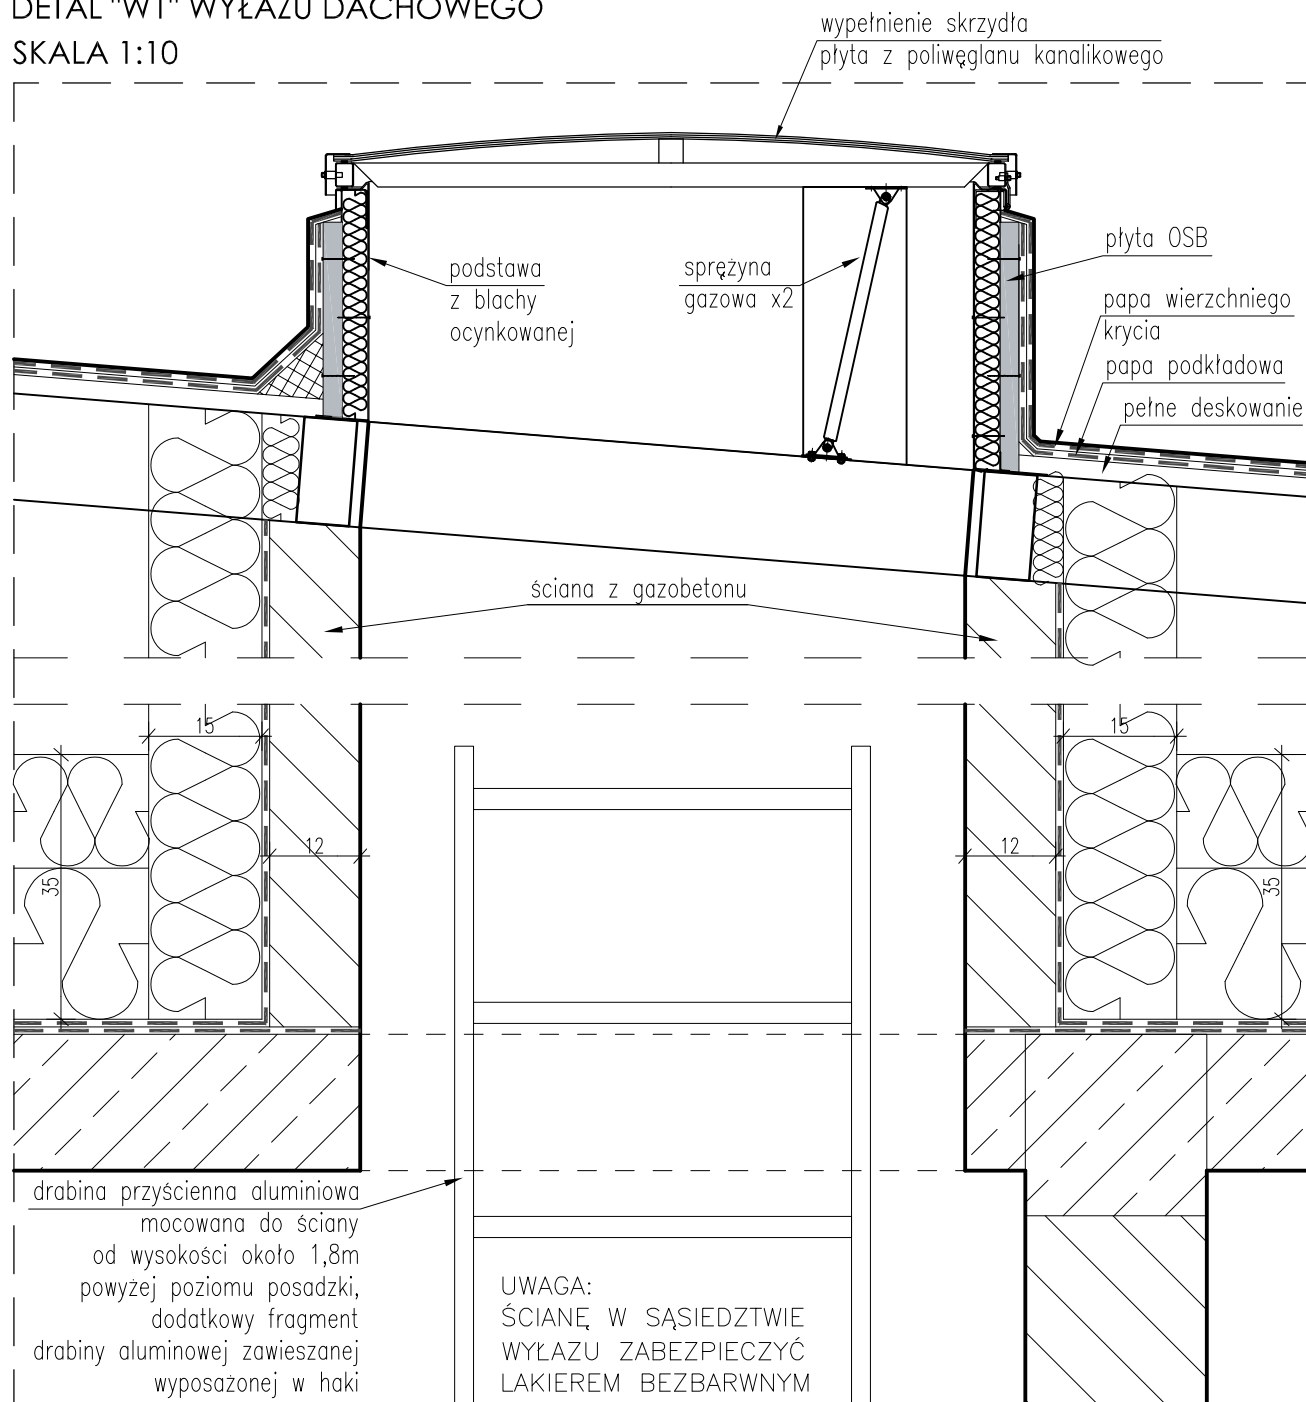 DETAL "W1" WYŁAZU DACHOWEGO
SKALA 1:10
wypełnienie skrzydła
płyta z poliwęglanu kanalikowego
podstawa
z blachy
ocynkowanej
sprężyna
gazowa x2
płyta OSB
papa wierzchniego
krycia
papa podkładowa
pełne deskowanie
ściana z gazobetonu
15
15
12
12
35
35
drabina przyścienna aluminiowa
mocowana do ściany
od wysokości około 1,8m
powyżej poziomu posadzki,
dodatkowy fragment
drabiny aluminowej zawieszanej
wyposażonej w haki
UWAGA:
ŚCIANĘ W SĄSIEDZTWIE
WYŁAZU ZABEZPIECZYĆ
LAKIEREM BEZBARWNYM